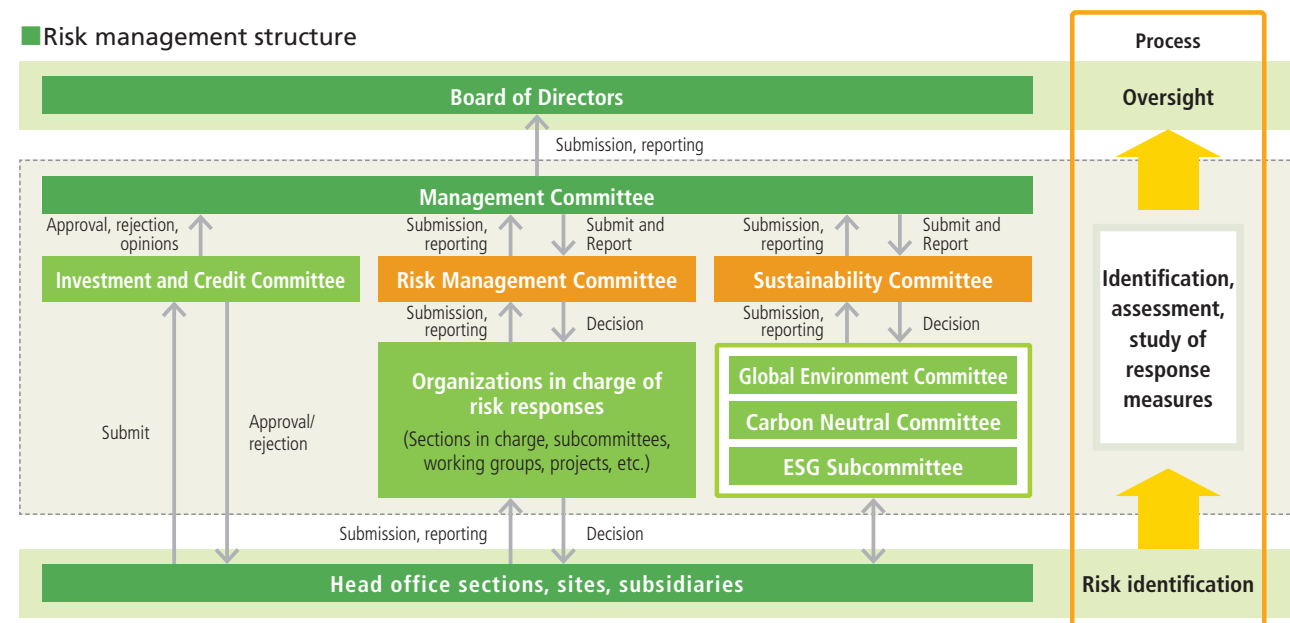 Risk management structure
Process
Board of Directors
Oversight
Submission, reporting
Management Committee
Approval, rejection,
opinions
Submission,
reporting
Submit and
Report
Submission,
reporting
Submit and
Report
Investment and Credit Committee
Risk Management Committee
Sustainability Committee
Identification,
assessment,
study of
response
measures
Submission,
reporting
Decision
Submission,
reporting
Decision
Submit
Approval/
rejection
Organizations in charge of
risk responses
(Sections in charge, subcommittees,
working groups, projects, etc.)
Global Environment Committee
Carbon Neutral Committee
ESG Subcommittee
Submission, reporting
Decision
Head office sections, sites, subsidiaries
Risk identification